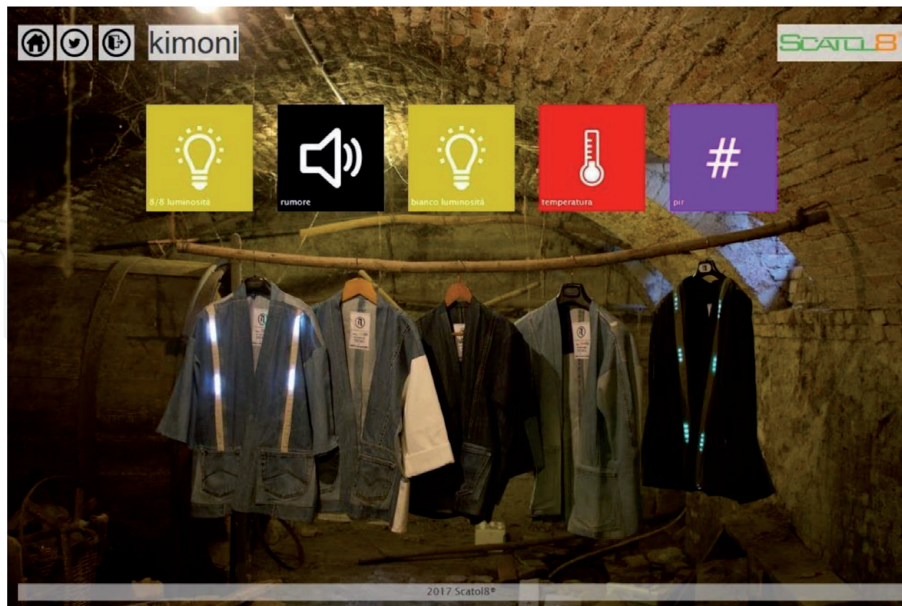 kimoni
SCATOL8®
8/8 luminosità
rumore
bianco luminosità
temperatura
#
pir
2017 Scatol8®